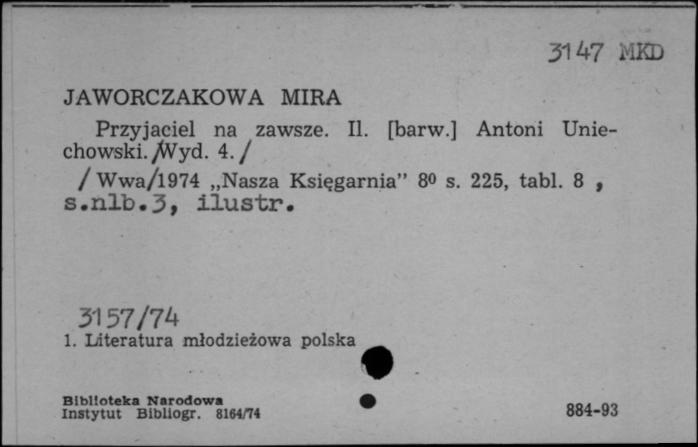 3147 MKD
JAWORCZAKOWA MIRA
Przyjaciel na zawsze. Il. [barw.] Antoni Unie-
chowski. /Wyd. 4. /
/ Wwa/1974 „Nasza Księgarnia” 8⁰ s. 225, tabl. 8 ,
s.nlb.3, ilustr.
3157/74
1. Literatura młodzieżowa polska
Biblioteka Narodowa
Instytut Bibliogr. 8164/74
884-93